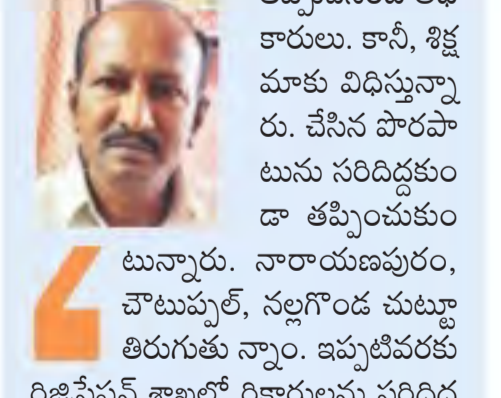 కారులు. కానీ, శిక్ష
మాకు విధిస్తున్నా
రు. చేసిన పొరపా
టును సరిదిద్దకుం
డా తప్పించుకుం
టున్నారు. నారాయణపురం,
చౌటుప్పల్, నల్లగొండ చుట్టూ
తిరుగుతు న్నాం. ఇప్పటివరకు